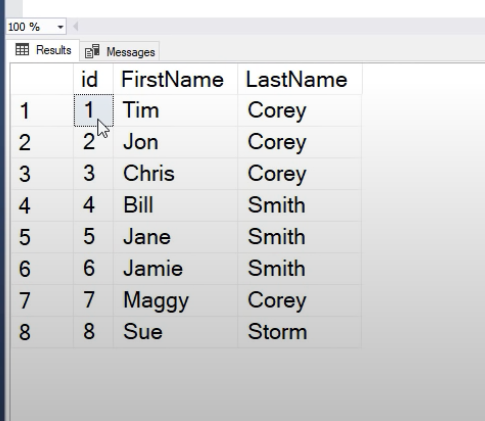 100 %
Results Messages
id FirstName LastName
1 1 Tim Corey
2 2 Jon Corey
3 3 Chris Corey
4 4 Bill Smith
5 5 Jane Smith
6 6 Jamie Smith
7 7 Maggy Corey
8 8 Sue Storm